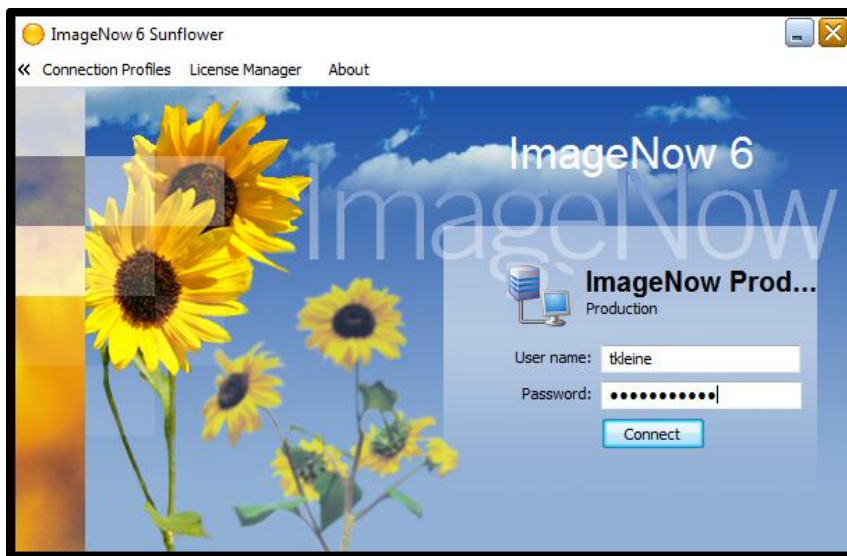 ImageNow 6 Sunflower
« Connection Profiles License Manager About
ImageNow 6
ImageNow
ImageNow Prod...
Production
User name: tkleine
Password: ●●●●●●●●●●●
Connect